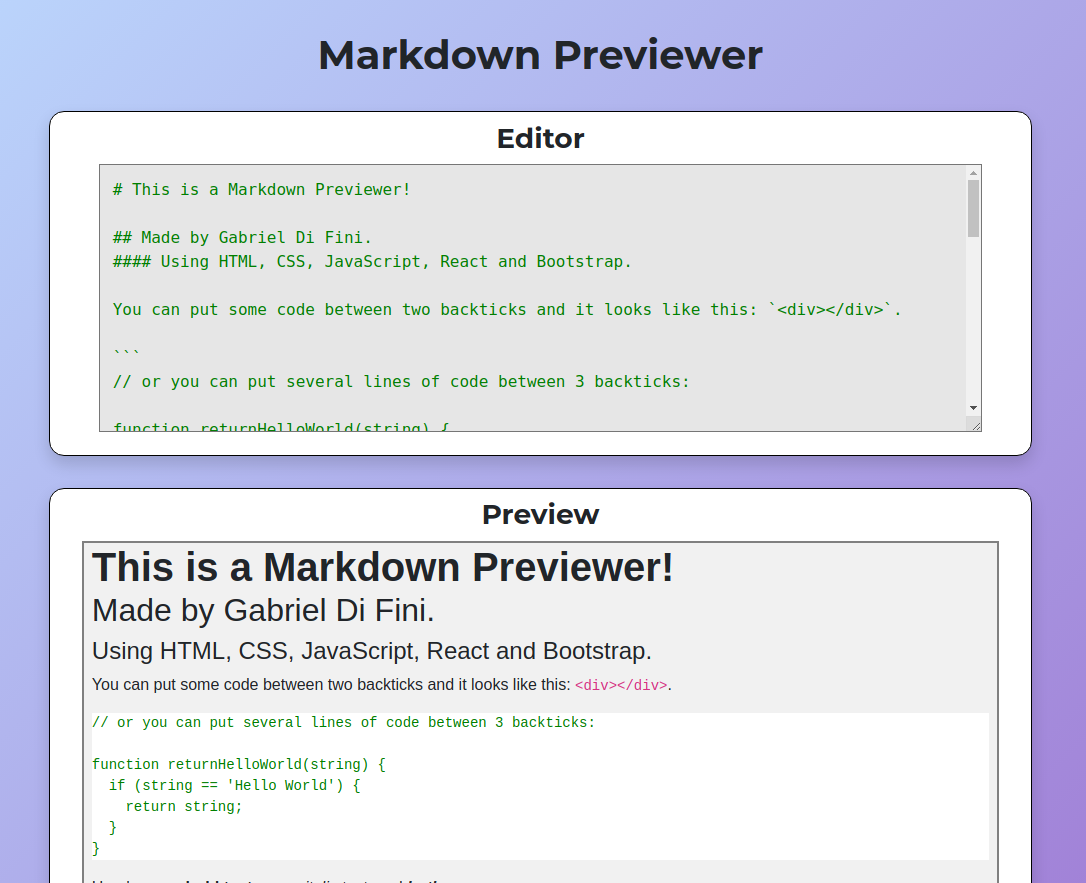 Markdown Previewer
Editor
# This is a Markdown Previewer!
## Made by Gabriel Di Fini.
#### Using HTML, CSS, JavaScript, React and Bootstrap.
You can put some code between two backticks and it looks like this: `<div></div>`.
```
// or you can put several lines of code between 3 backticks:
function returnHelloWorld(string) {
Preview
This is a Markdown Previewer!
Made by Gabriel Di Fini.
Using HTML, CSS, JavaScript, React and Bootstrap.
You can put some code between two backticks and it looks like this: <div></div>.
// or you can put several lines of code between 3 backticks:
function returnHelloWorld(string) {
  if (string == 'Hello World') {
    return string;
  }
}